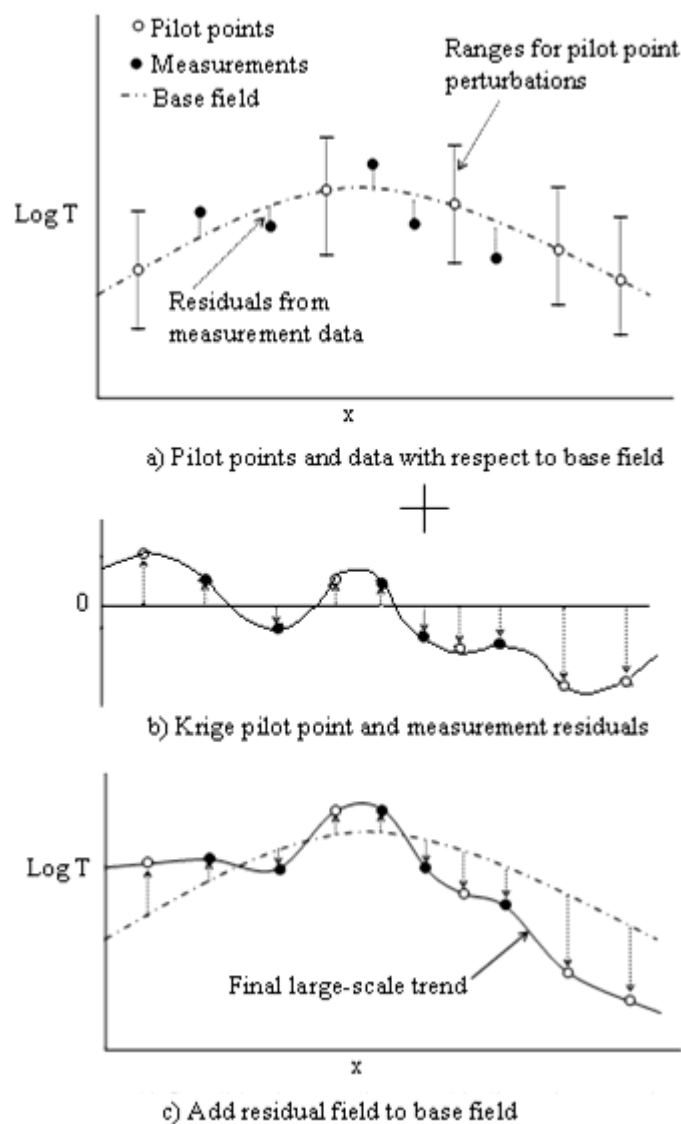 Pilot points
Measurements
Base field
Ranges for pilot point
perturbations
Log T
Residuals from
measurement data
x
a) Pilot points and data with respect to base field
0
b) Krige pilot point and measurement residuals
Log T
Final large-scale trend
x
c) Add residual field to base field